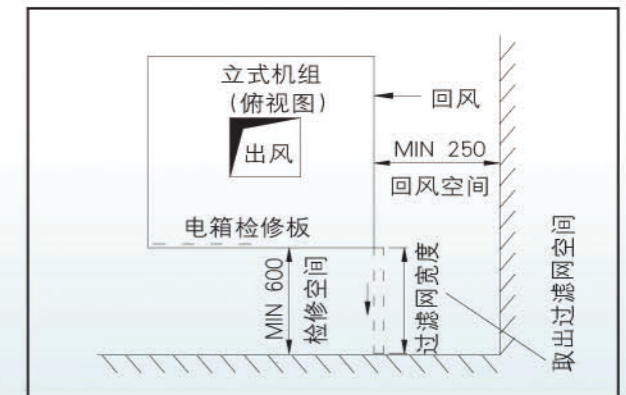 立式机组
(俯视图)
出风
回风
MIN 250
回风空间
电箱检修板
MIN 600
检修空间
过滤网宽度
取出过滤网空间